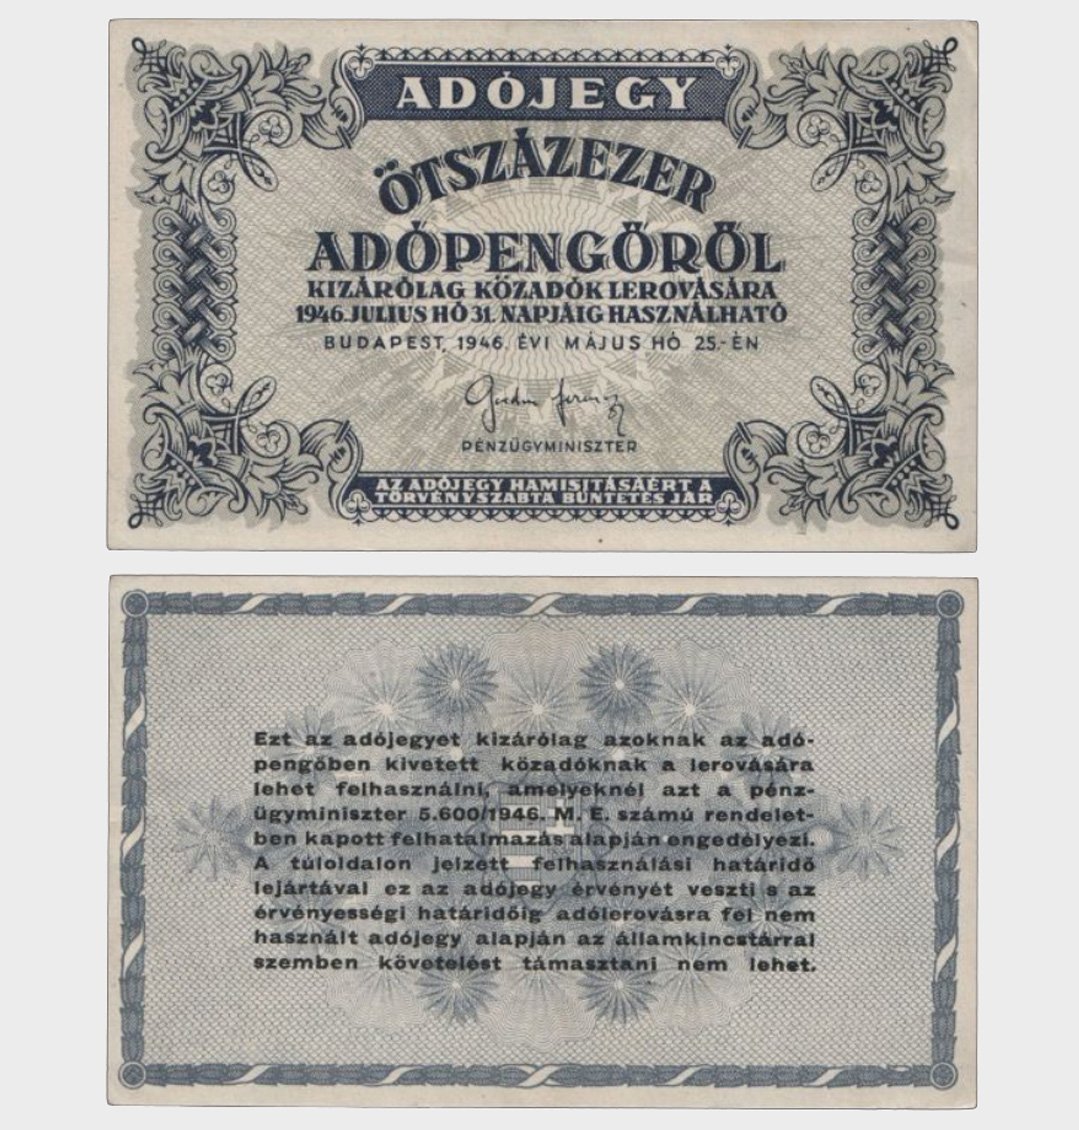 ADÓJEGY
ÖTSZÁZEZER
ADÓPENGŐRŐL
KIZÁRÓLAG KÖZADÓK LEROVÁSÁRA
1946. JULIUS HÓ 31. NAPJÁIG HASZNÁLHATÓ
BUDAPEST, 1946. ÉVI MÁJUS HÓ 25.-ÉN
PÉNZÜGYMINISZTER
AZ ADÓJEGY HAMISITÁSÁÉRT A
TÖRVÉNYSZABTA BÜNTETÉS JÁR
Ezt az adójegyet kizárólag azoknak az adó-
pengőben kivetett közadóknak a lerovására
lehet felhasználni, amelyeknél azt a pénz-
ügyminiszter 5.600/1946. M. E. számú rendelet-
ben kapott felhatalmazás alapján engedélyezi.
A túloldalon jelzett felhasználási határidő
lejártával ez az adójegy érvényét veszti s az
érvényességi határidőig adólerovásra fel nem
használt adójegy alapján az államkincstárral
szemben követelést támasztani nem lehet.